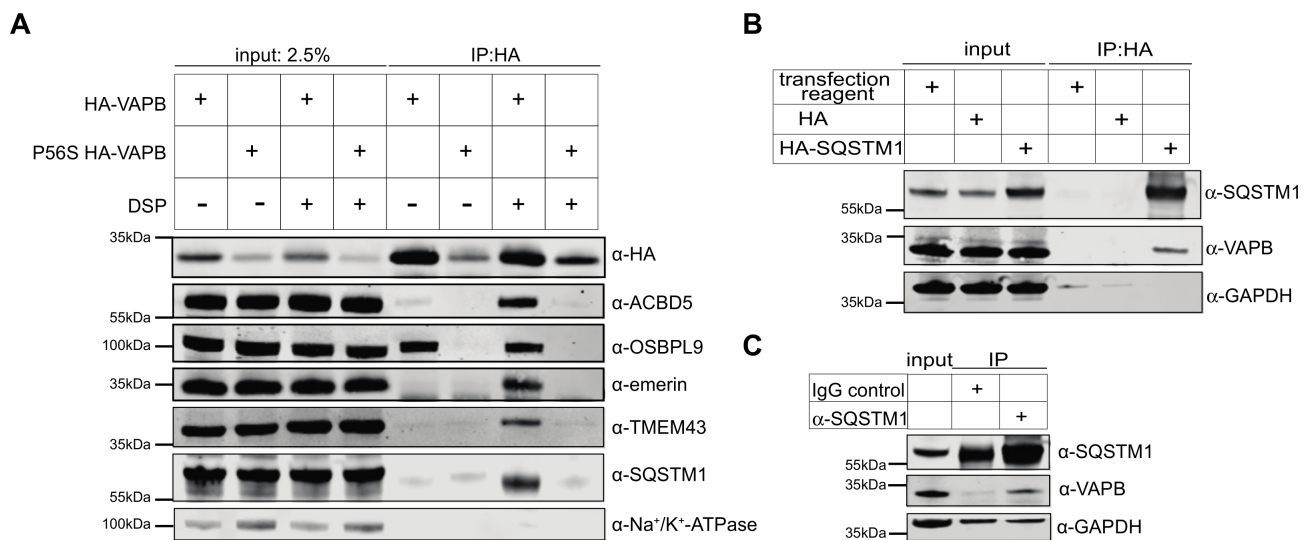 A
input: 2.5% IP:HA
HA-VAPB + + + +
P56S HA-VAPB + + + +
DSP - - + + - - + +
35kDa α-HA
α-ACBD5
55kDa
100kDa α-OSBPL9
35kDa α-emerin
α-TMEM43
35kDa
α-SQSTM1
55kDa
100kDa α-Na⁺/K⁺-ATPase
B
input IP:HA
transfection reagent + +
HA + +
HA-SQSTM1 + +
α-SQSTM1
55kDa
35kDa α-VAPB
α-GAPDH
35kDa
C
input IP
IgG control +
α-SQSTM1 +
α-SQSTM1
55kDa
35kDa α-VAPB
α-GAPDH
35kDa